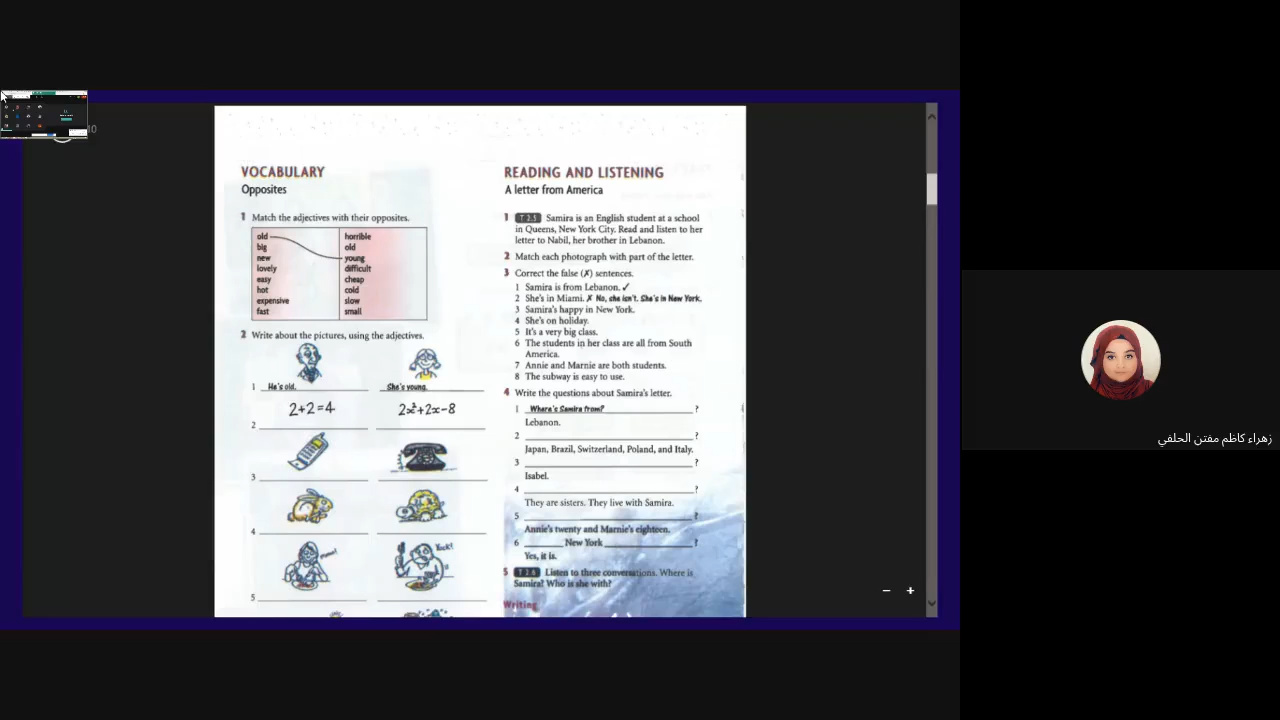 VOCABULARY
Opposites
1 Match the adjectives with their opposites.
old horrible
big old
new young
lovely difficult
easy cheap
hot cold
expensive slow
fast small
2 Write about the pictures, using the adjectives.
1 He's old. She's young.
2+2=4 2x²+2x-8
2
3
4
5
READING AND LISTENING
A letter from America
1 T 2.5 Samira is an English student at a school
in Queens, New York City. Read and listen to her
letter to Nabil, her brother in Lebanon.
2 Match each photograph with part of the letter.
3 Correct the false (✗) sentences.
1 Samira is from Lebanon. ✓
2 She's in Miami. ✗ No, she isn't. She's in New York.
3 Samira's happy in New York.
4 She's on holiday.
5 It's a very big class.
6 The students in her class are all from South
America.
7 Annie and Marnie are both students.
8 The subway is easy to use.
4 Write the questions about Samira's letter.
1 Where's Samira from? ?
Lebanon.
2 ?
Japan, Brazil, Switzerland, Poland, and Italy.
3 ?
Isabel.
4 ?
They are sisters. They live with Samira.
5 ?
Annie's twenty and Marnie's eighteen.
6 New York ?
Yes, it is.
5 T 2.6 Listen to three conversations. Where is
Samira? Who is she with?
Writing
زهراء كاظم مفتن الحلفي